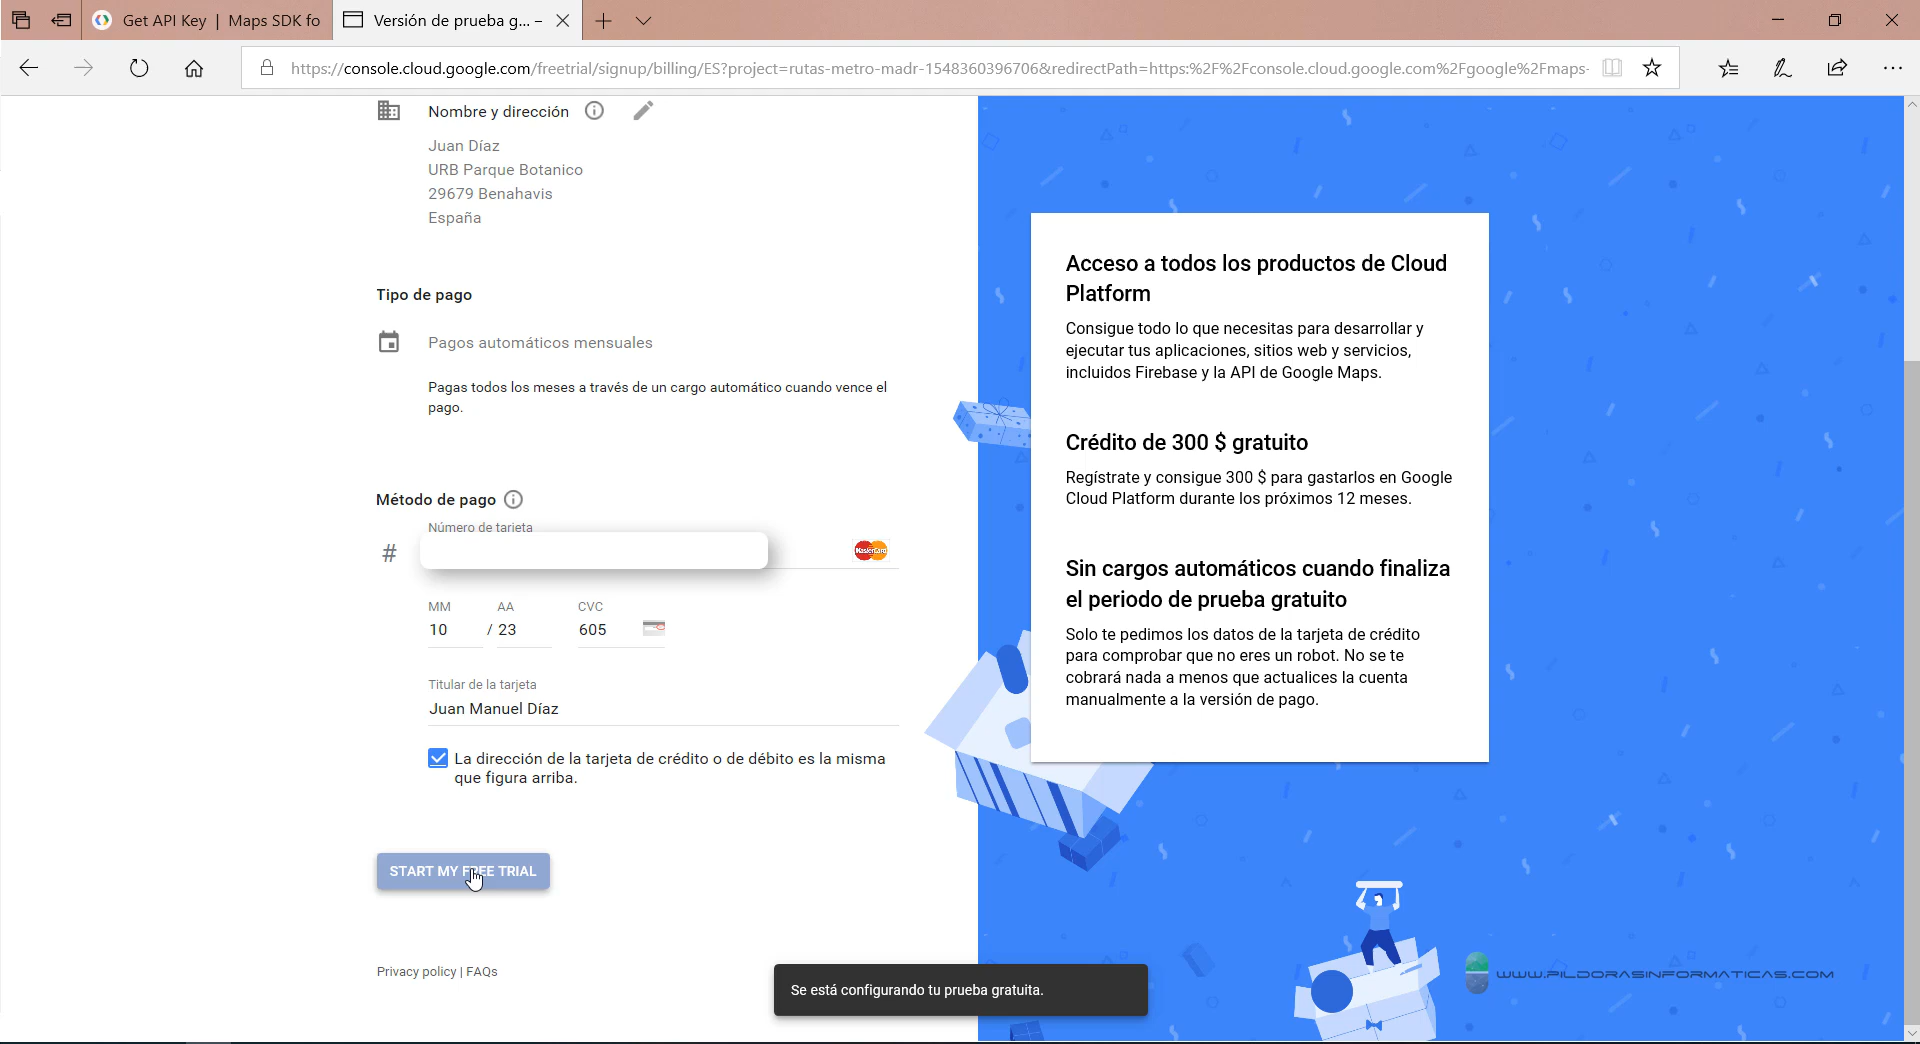 Get API Key | Maps SDK fo
Versión de prueba g... –
https://console.cloud.google.com/freetrial/signup/billing/ES?project=rutas-metro-madr-1548360396706&redirectPath=https:%2F%2Fconsole.cloud.google.com%2Fgoogle%2Fmaps-
Nombre y dirección
Juan Díaz
URB Parque Botanico
29679 Benahavis
España
Tipo de pago
Pagos automáticos mensuales
Pagas todos los meses a través de un cargo automático cuando vence el
pago.
Método de pago
Número de tarjeta
#
MasterCard
MM AA CVC
10 / 23 605
Titular de la tarjeta
Juan Manuel Díaz
La dirección de la tarjeta de crédito o de débito es la misma
que figura arriba.
START MY FREE TRIAL
Privacy policy | FAQs
Acceso a todos los productos de Cloud
Platform
Consigue todo lo que necesitas para desarrollar y
ejecutar tus aplicaciones, sitios web y servicios,
incluidos Firebase y la API de Google Maps.
Crédito de 300 $ gratuito
Regístrate y consigue 300 $ para gastarlos en Google
Cloud Platform durante los próximos 12 meses.
Sin cargos automáticos cuando finaliza
el periodo de prueba gratuito
Solo te pedimos los datos de la tarjeta de crédito
para comprobar que no eres un robot. No se te
cobrará nada a menos que actualices la cuenta
manualmente a la versión de pago.
Se está configurando tu prueba gratuita.
WWW.PILDORASINFORMATICAS.COM